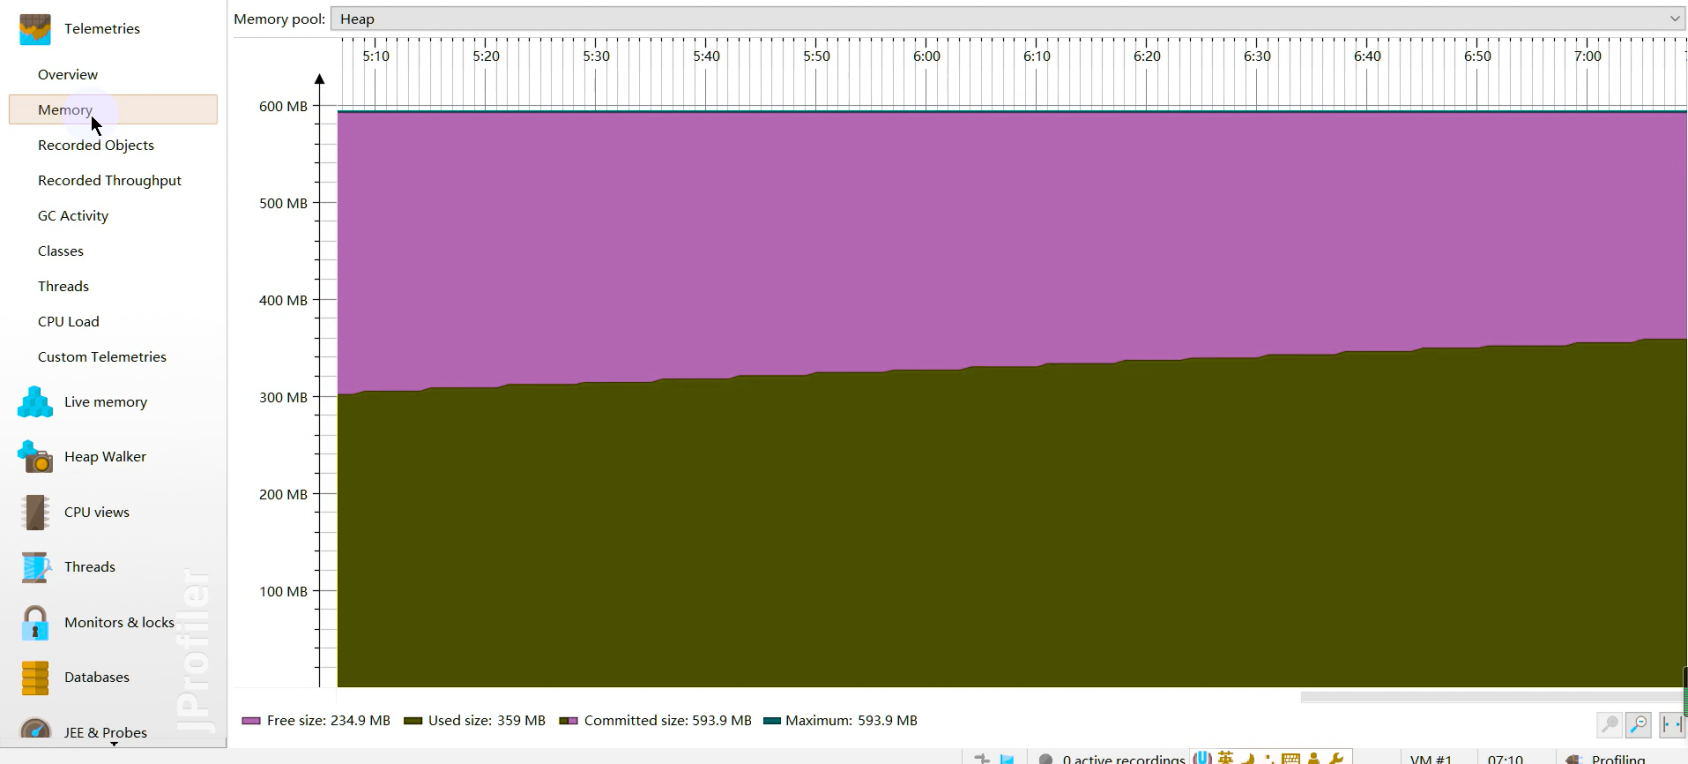 Telemetries
Overview
Memory
Recorded Objects
Recorded Throughput
GC Activity
Classes
Threads
CPU Load
Custom Telemetries
Live memory
Heap Walker
CPU views
Threads
Monitors & locks
Databases
JEE & Probes
JProfiler
Memory pool: Heap
5:10 5:20 5:30 5:40 5:50 6:00 6:10 6:20 6:30 6:40 6:50 7:00
600 MB
500 MB
400 MB
300 MB
200 MB
100 MB
Free size: 234.9 MB Used size: 359 MB Committed size: 593.9 MB Maximum: 593.9 MB
0 active recordings 英 VM #1 07:10 Profiling